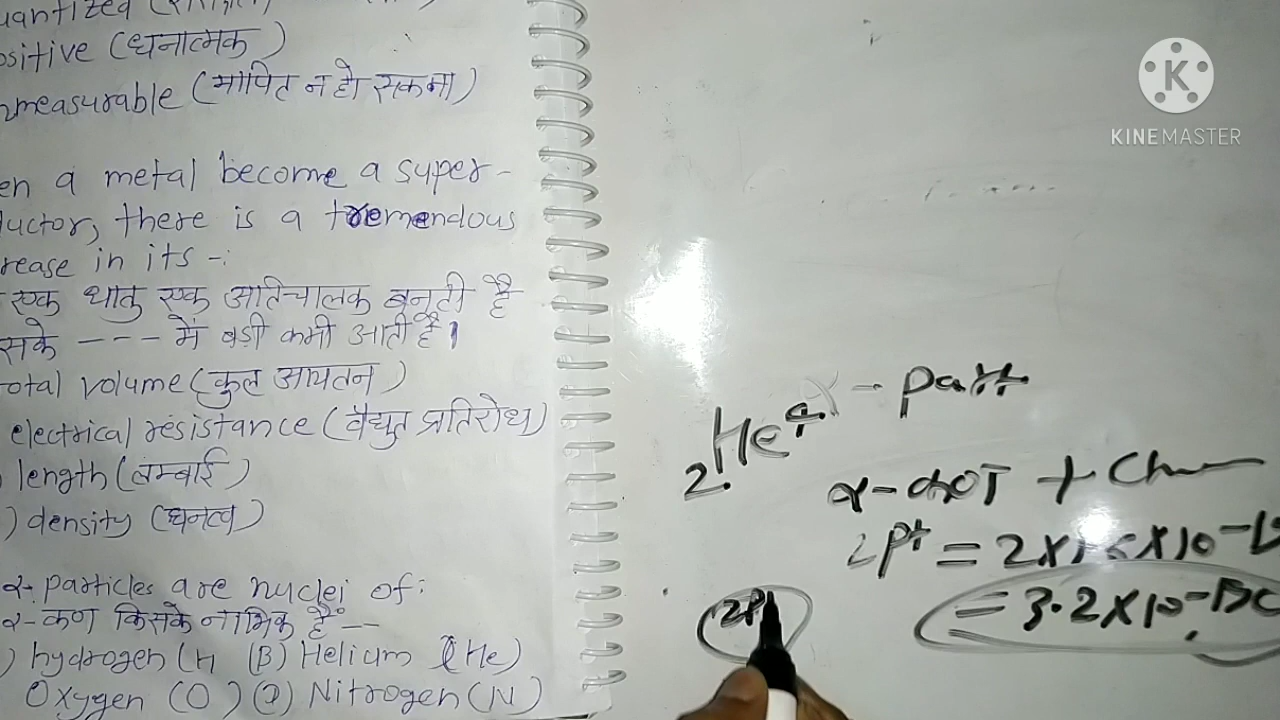 uantized
ositive (धनात्मक)
measurable (मापित न हो सकना)
en a metal become a super-
ductor, there is a tremendous
rease in its -:
एक धातु एक अतिचालक बनती है
सके --- में बड़ी कमी आती है।
otal volume (कुल आयतन)
electrical resistance (वैद्युत प्रतिरोध)
length (लम्बाई)
) density (घनत्व)
α-particles are nuclei of:
α-कण किसके नाभिक हैं --
) hydrogen (H (B) Helium (He)
Oxygen (O) (D) Nitrogen (N)
K
KINEMASTER
α - Part
2He4
α-कण + Ch
2P+ = 2×1.6×10-1
= 3.2×10-19C
2P